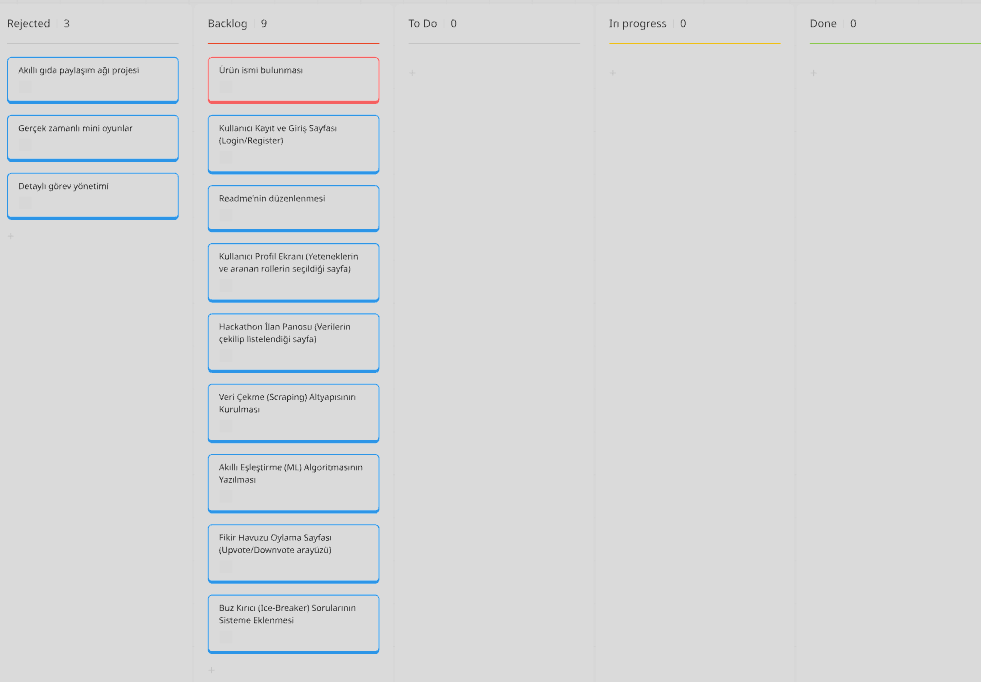 Rejected 3
Akıllı gıda paylaşım ağı projesi
Gerçek zamanlı mini oyunlar
Detaylı görev yönetimi
+
Backlog 9
Ürün ismi bulunması
Kullanıcı Kayıt ve Giriş Sayfası
(Login/Register)
Readme'nin düzenlenmesi
Kullanıcı Profil Ekranı (Yeteneklerin
ve aranan rollerin seçildiği sayfa)
Hackathon İlan Panosu (Verilerin
çekilip listelendiği sayfa)
Veri Çekme (Scraping) Altyapısının
Kurulması
Akıllı Eşleştirme (ML) Algoritmasının
Yazılması
Fikir Havuzu Oylama Sayfası
(Upvote/Downvote arayüzü)
Buz Kırıcı (Ice-Breaker) Sorularının
Sisteme Eklenmesi
+
To Do 0
+
In progress 0
+
Done 0
+